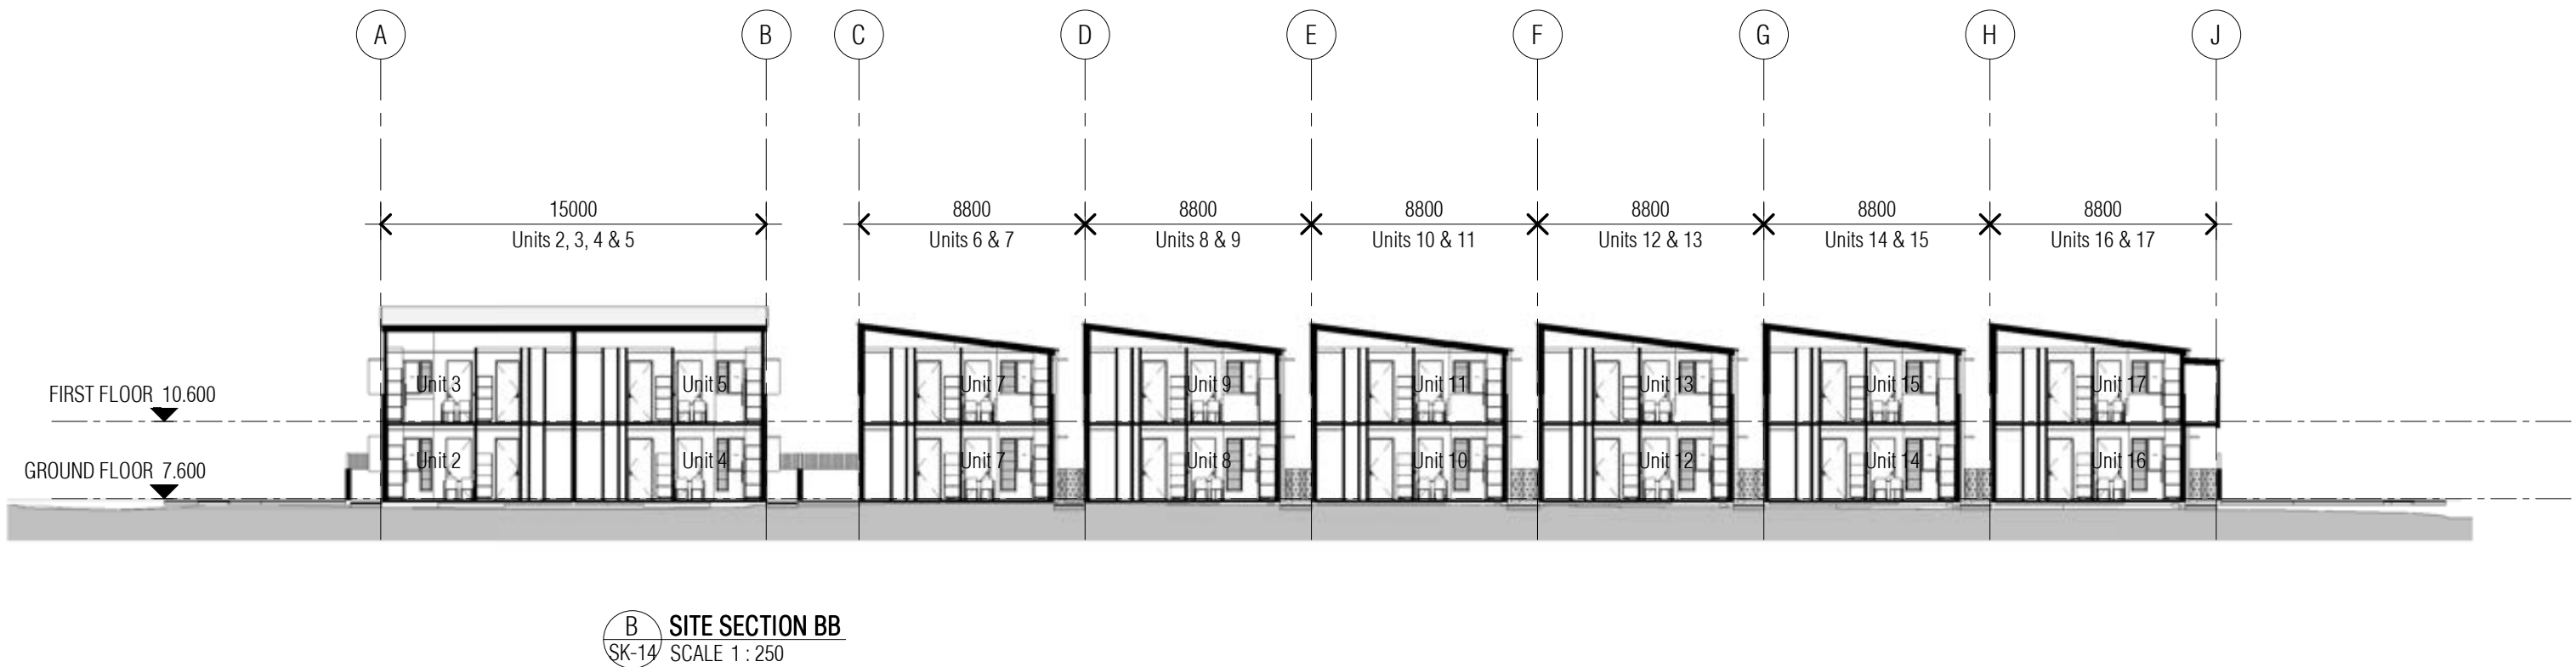 A B C D E F G H J
15000 8800 8800 8800 8800 8800 8800
Units 2, 3, 4 & 5 Units 6 & 7 Units 8 & 9 Units 10 & 11 Units 12 & 13 Units 14 & 15 Units 16 & 17
Unit 3 Unit 5 Unit 7 Unit 9 Unit 11 Unit 13 Unit 15 Unit 17
FIRST FLOOR 10.600
Unit 2 Unit 4 Unit 7 Unit 8 Unit 10 Unit 12 Unit 14 Unit 16
GROUND FLOOR 7.600
B SITE SECTION BB
SK-14 SCALE 1 : 250